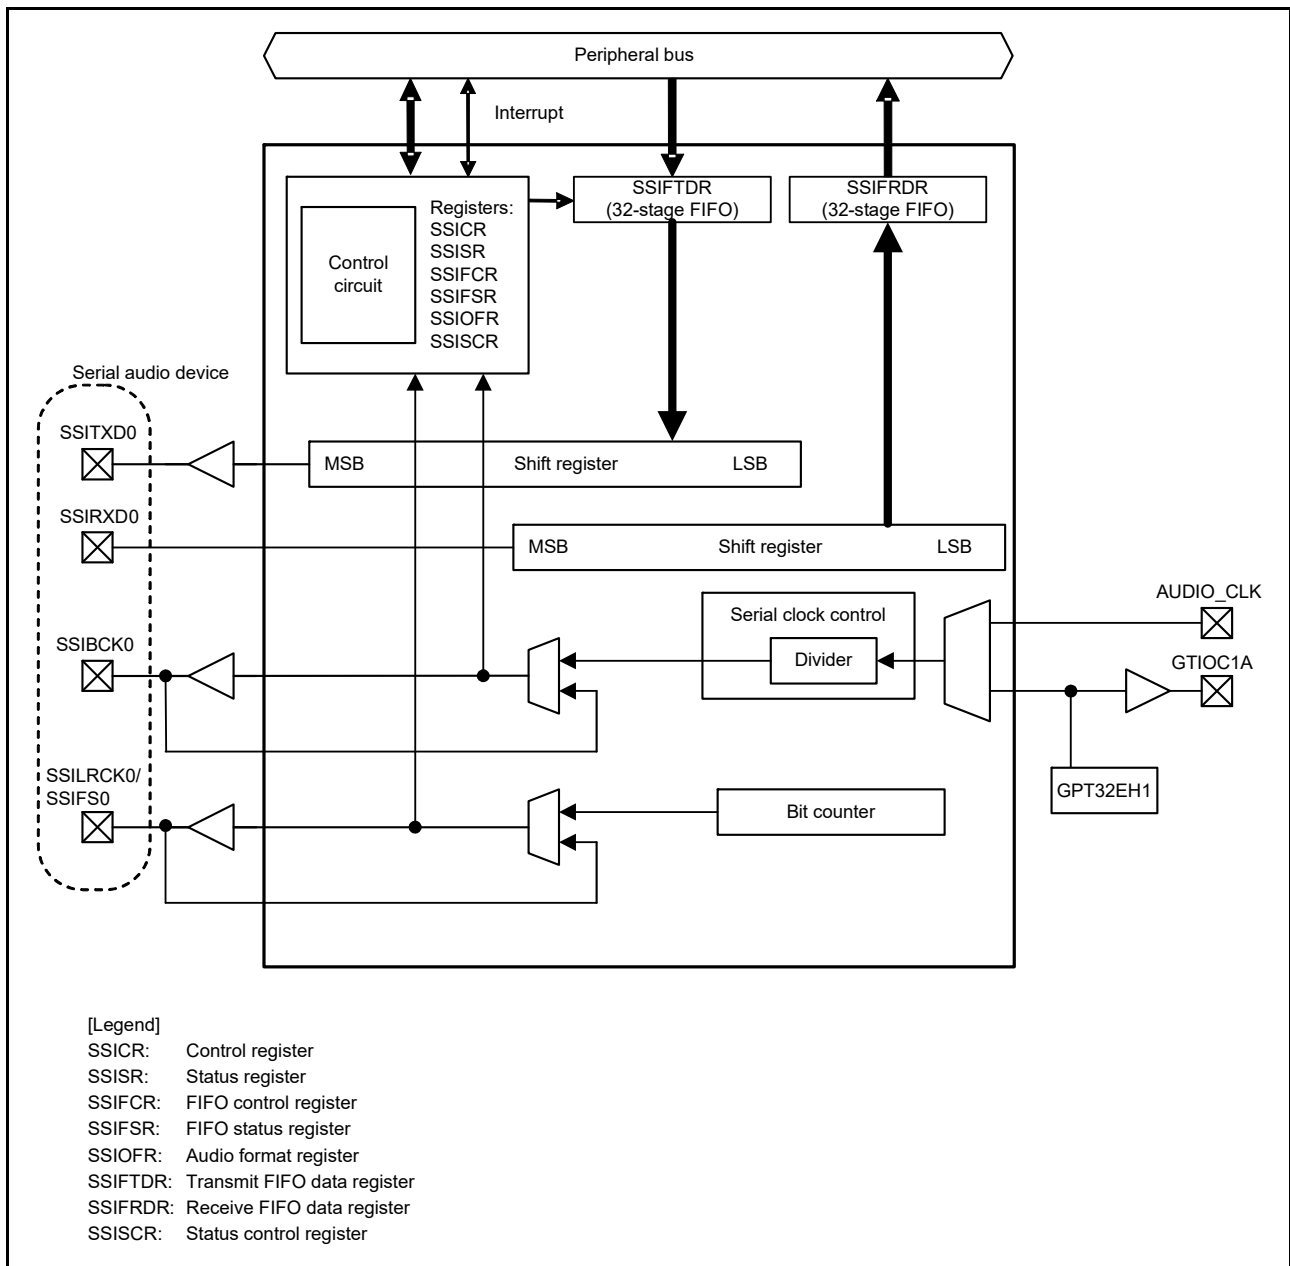 Peripheral bus
Interrupt
SSIFTDR
(32-stage FIFO)
SSIFRDR
(32-stage FIFO)
Registers:
SSICR
SSISR
SSIFCR
SSIFSR
SSIOFR
SSISCR
Control
circuit
Serial audio device
SSITXD0
MSB Shift register LSB
SSIRXD0
MSB Shift register LSB
AUDIO_CLK
Serial clock control
SSIBCK0
Divider
GTIOC1A
SSILRCK0/
SSIFS0
GPT32EH1
Bit counter
[Legend]
SSICR: Control register
SSISR: Status register
SSIFCR: FIFO control register
SSIFSR: FIFO status register
SSIOFR: Audio format register
SSIFTDR: Transmit FIFO data register
SSIFRDR: Receive FIFO data register
SSISCR: Status control register